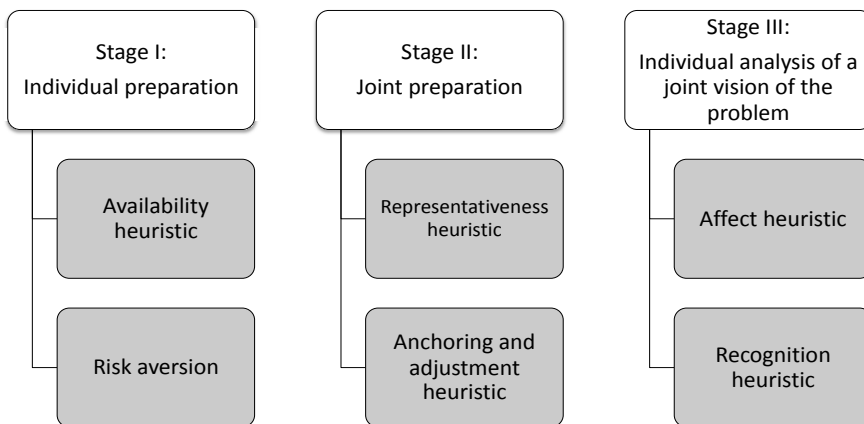 Stage I:
Individual preparation
Availability
heuristic
Risk aversion
Stage II:
Joint preparation
Representativeness
heuristic
Anchoring and
adjustment
heuristic
Stage III:
Individual analysis of a
joint vision of the
problem
Affect heuristic
Recognition
heuristic